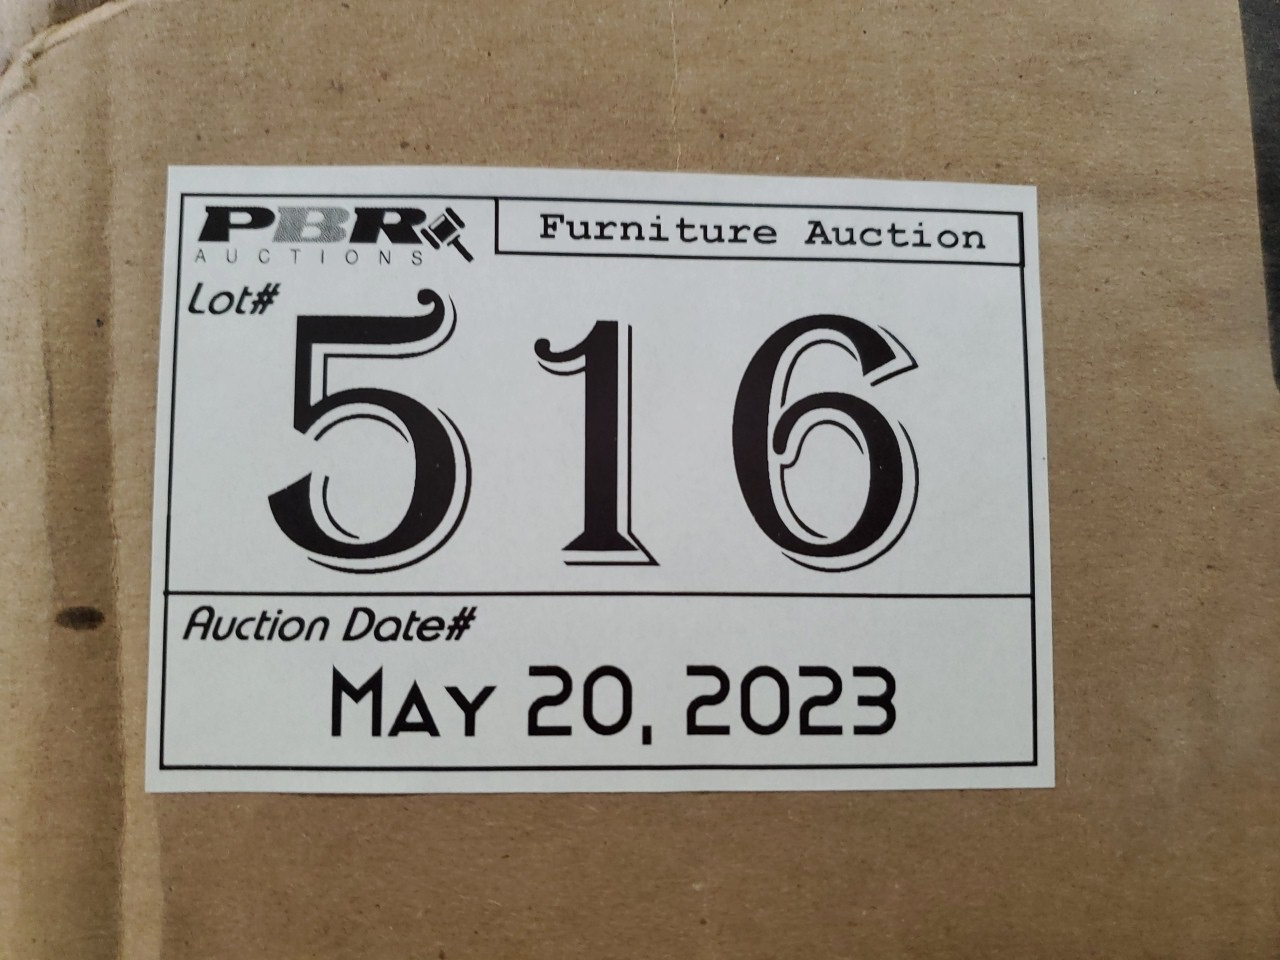 PBR
AUCTIONS
Furniture Auction
Lot#
516
Auction Date#
May 20, 2023